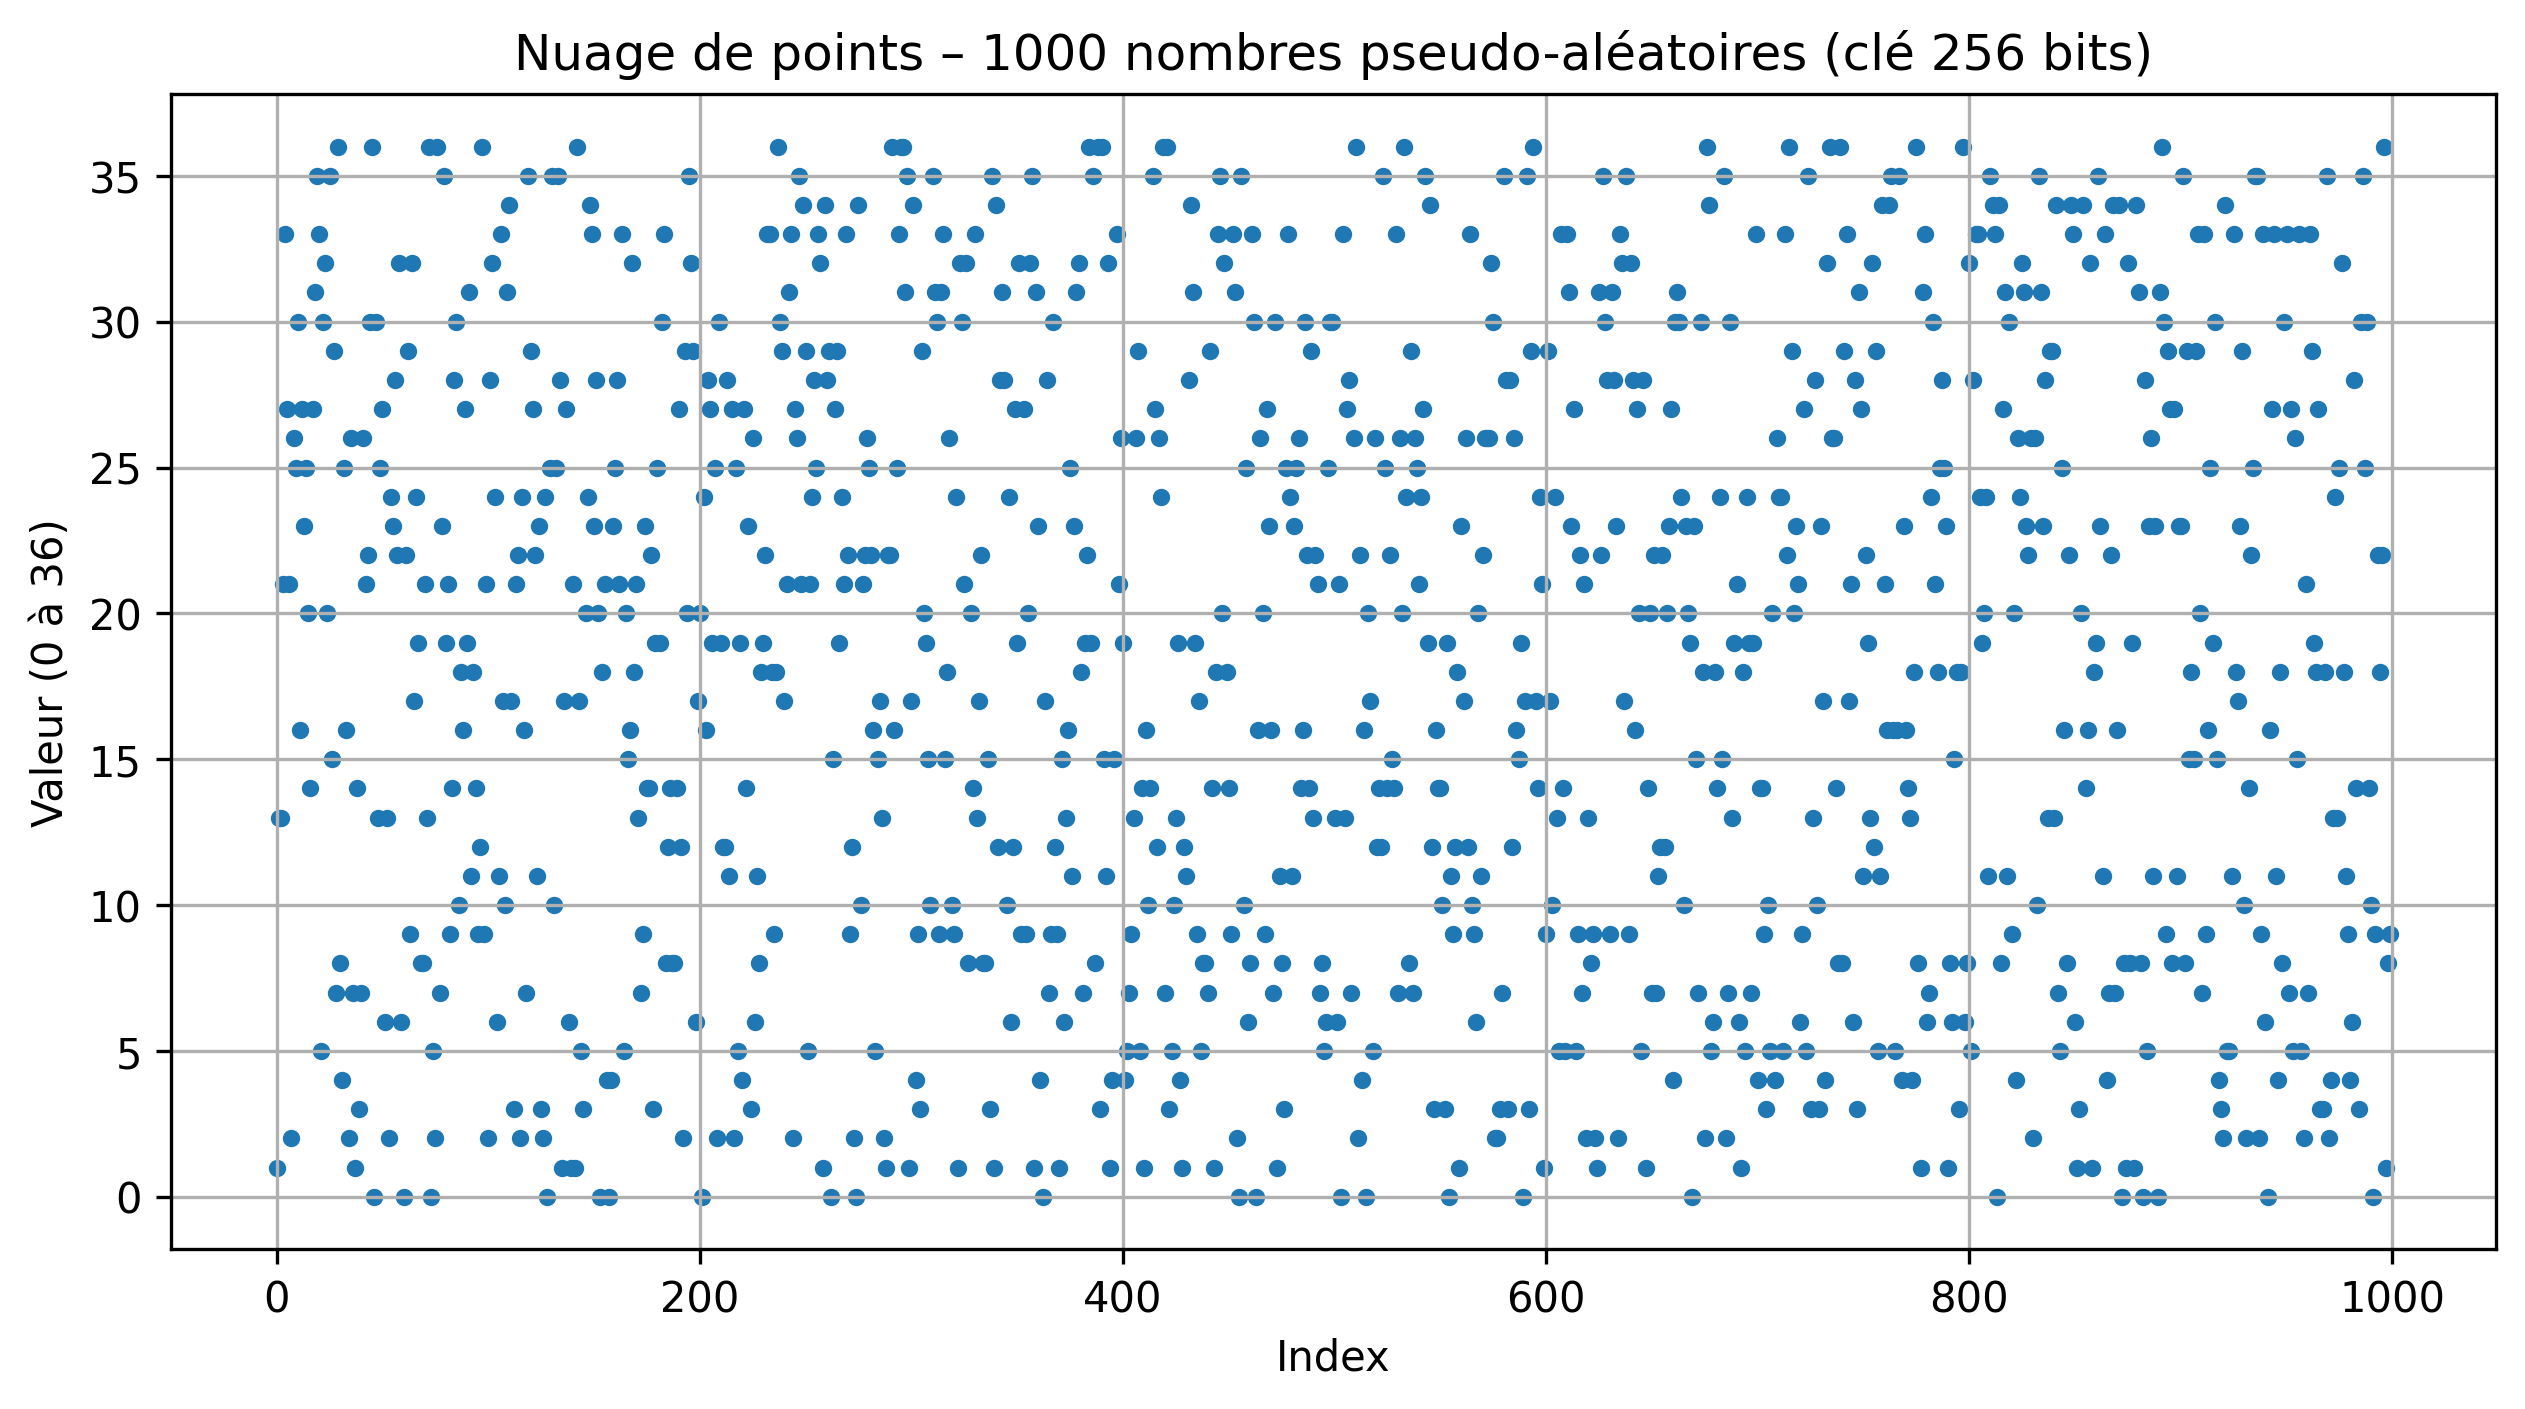 Nuage de points – 1000 nombres pseudo-aléatoires (clé 256 bits)
Valeur (0 à 36)
35
30
25
20
15
10
5
0
0 200 400 600 800 1000
Index